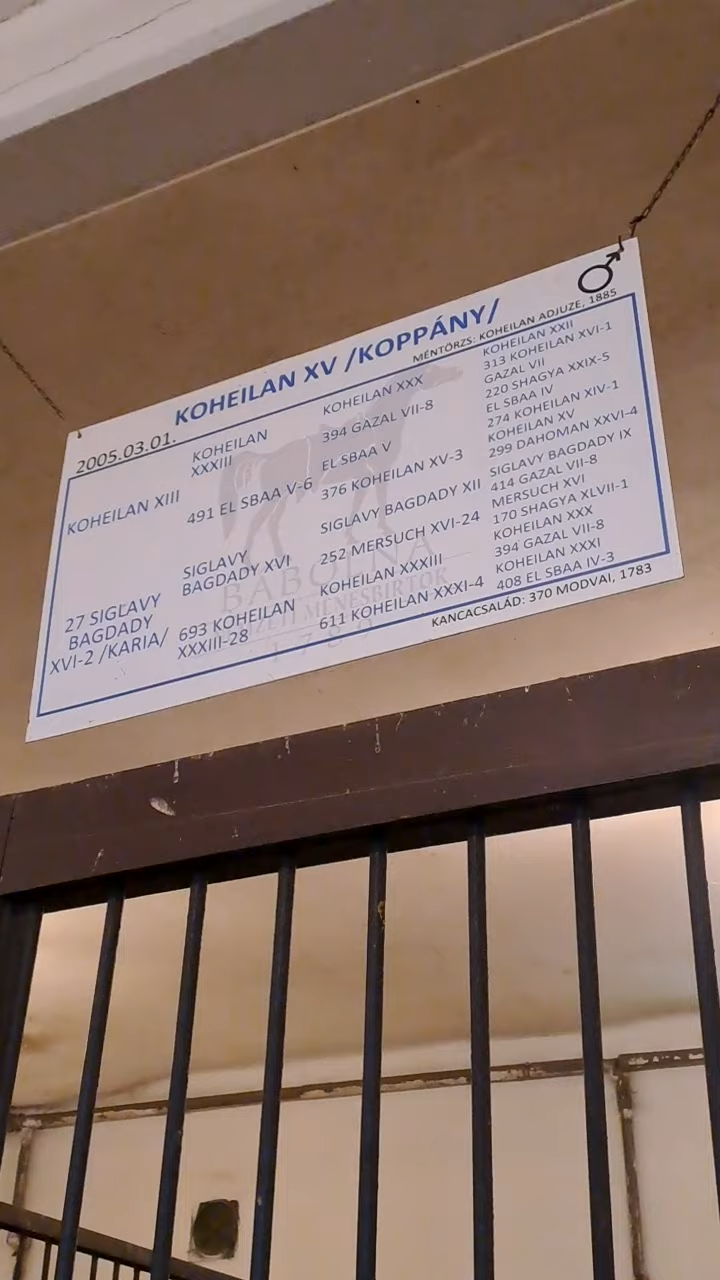 ♂
KOHEILAN XV /KOPPÁNY/
MÉNTÖRZS: KOHEILAN ADJUZE, 1885
2005.03.01.
KOHEILAN XIII
27 SIGLAVY
BAGDADY
XVI-2 /KARIA/
KOHEILAN
XXXIII
491 EL SBAA V-6
SIGLAVY
BAGDADY XVI
693 KOHEILAN
XXXIII-28
KOHEILAN XXX
394 GAZAL VII-8
EL SBAA V
376 KOHEILAN XV-3
SIGLAVY BAGDADY XII
252 MERSUCH XVI-24
KOHEILAN XXXIII
611 KOHEILAN XXXI-4
KOHEILAN XXII
313 KOHEILAN XVI-1
GAZAL VII
220 SHAGYA XXIX-5
EL SBAA IV
274 KOHEILAN XIV-1
KOHEILAN XV
299 DAHOMAN XXVI-4
SIGLAVY BAGDADY IX
414 GAZAL VII-8
MERSUCH XVI
170 SHAGYA XLVII-1
KOHEILAN XXX
394 GAZAL VII-8
KOHEILAN XXXI
408 EL SBAA IV-3
KANCACSALÁD: 370 MODVAI, 1783
BÁBOLNA
NEMZETI MÉNESBIRTOK
1789